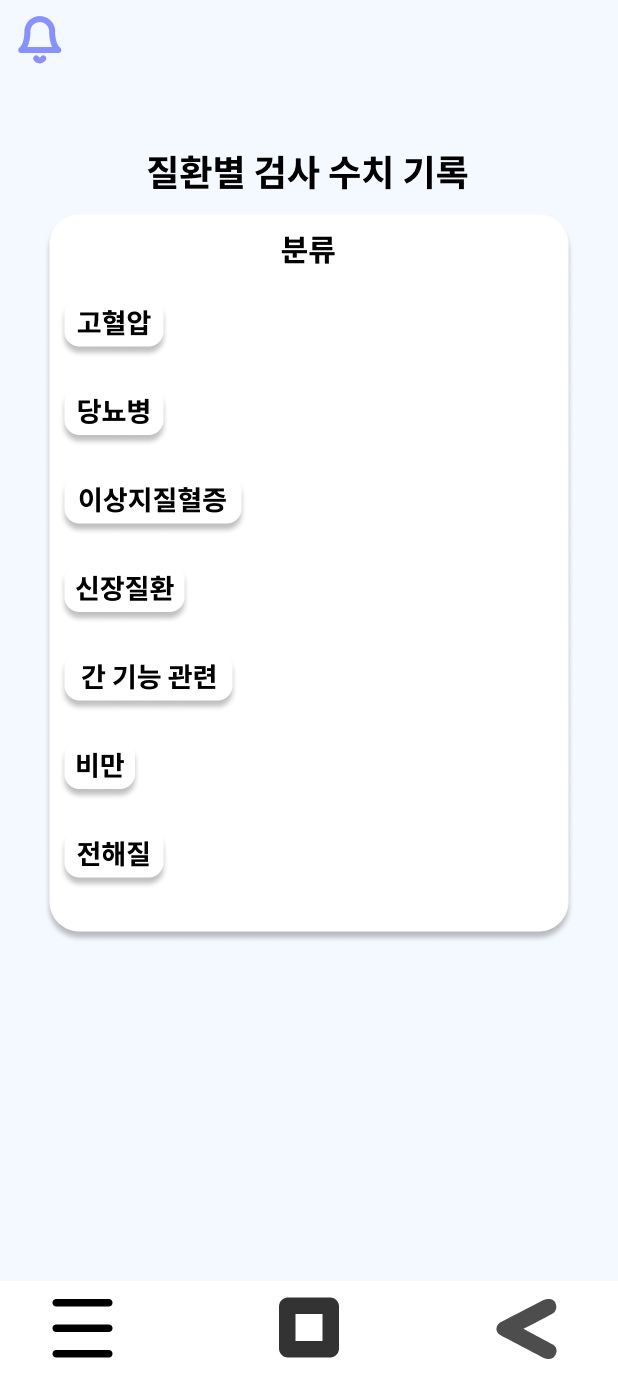 질환별 검사 수치 기록
분류
고혈압
당뇨병
이상지질혈증
신장질환
간 기능 관련
비만
전해질